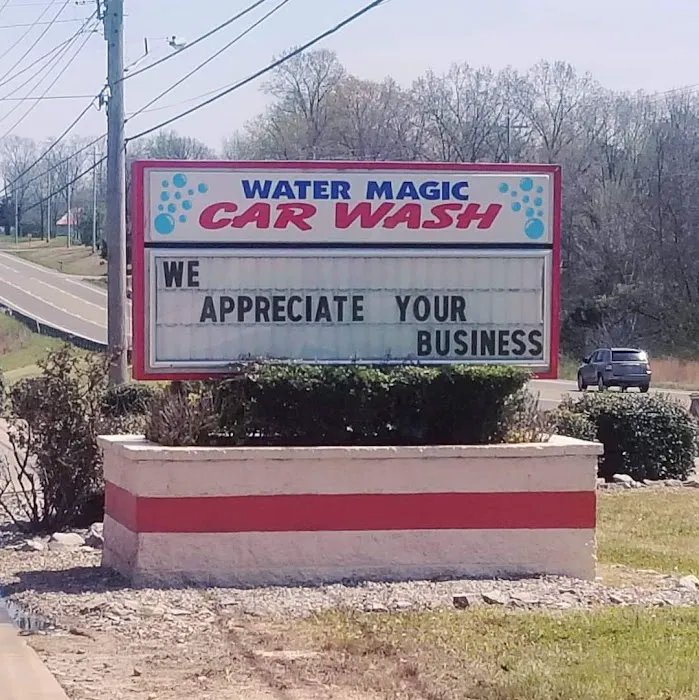 WATER MAGIC
CAR WASH
WE
APPRECIATE YOUR
BUSINESS